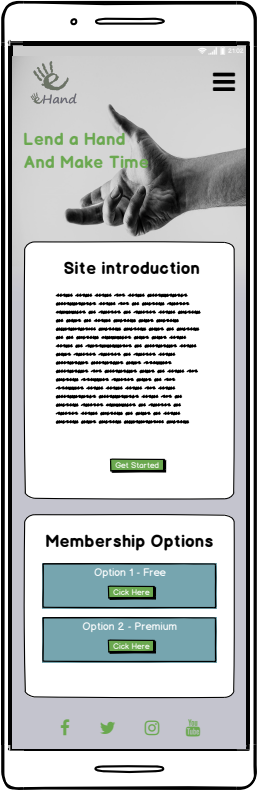 eHand
Lend a Hand
And Make Time
Site introduction
Get Started
Membership Options
Option 1 - Free
Cick Here
Option 2 - Premium
Cick Here
You
Tube